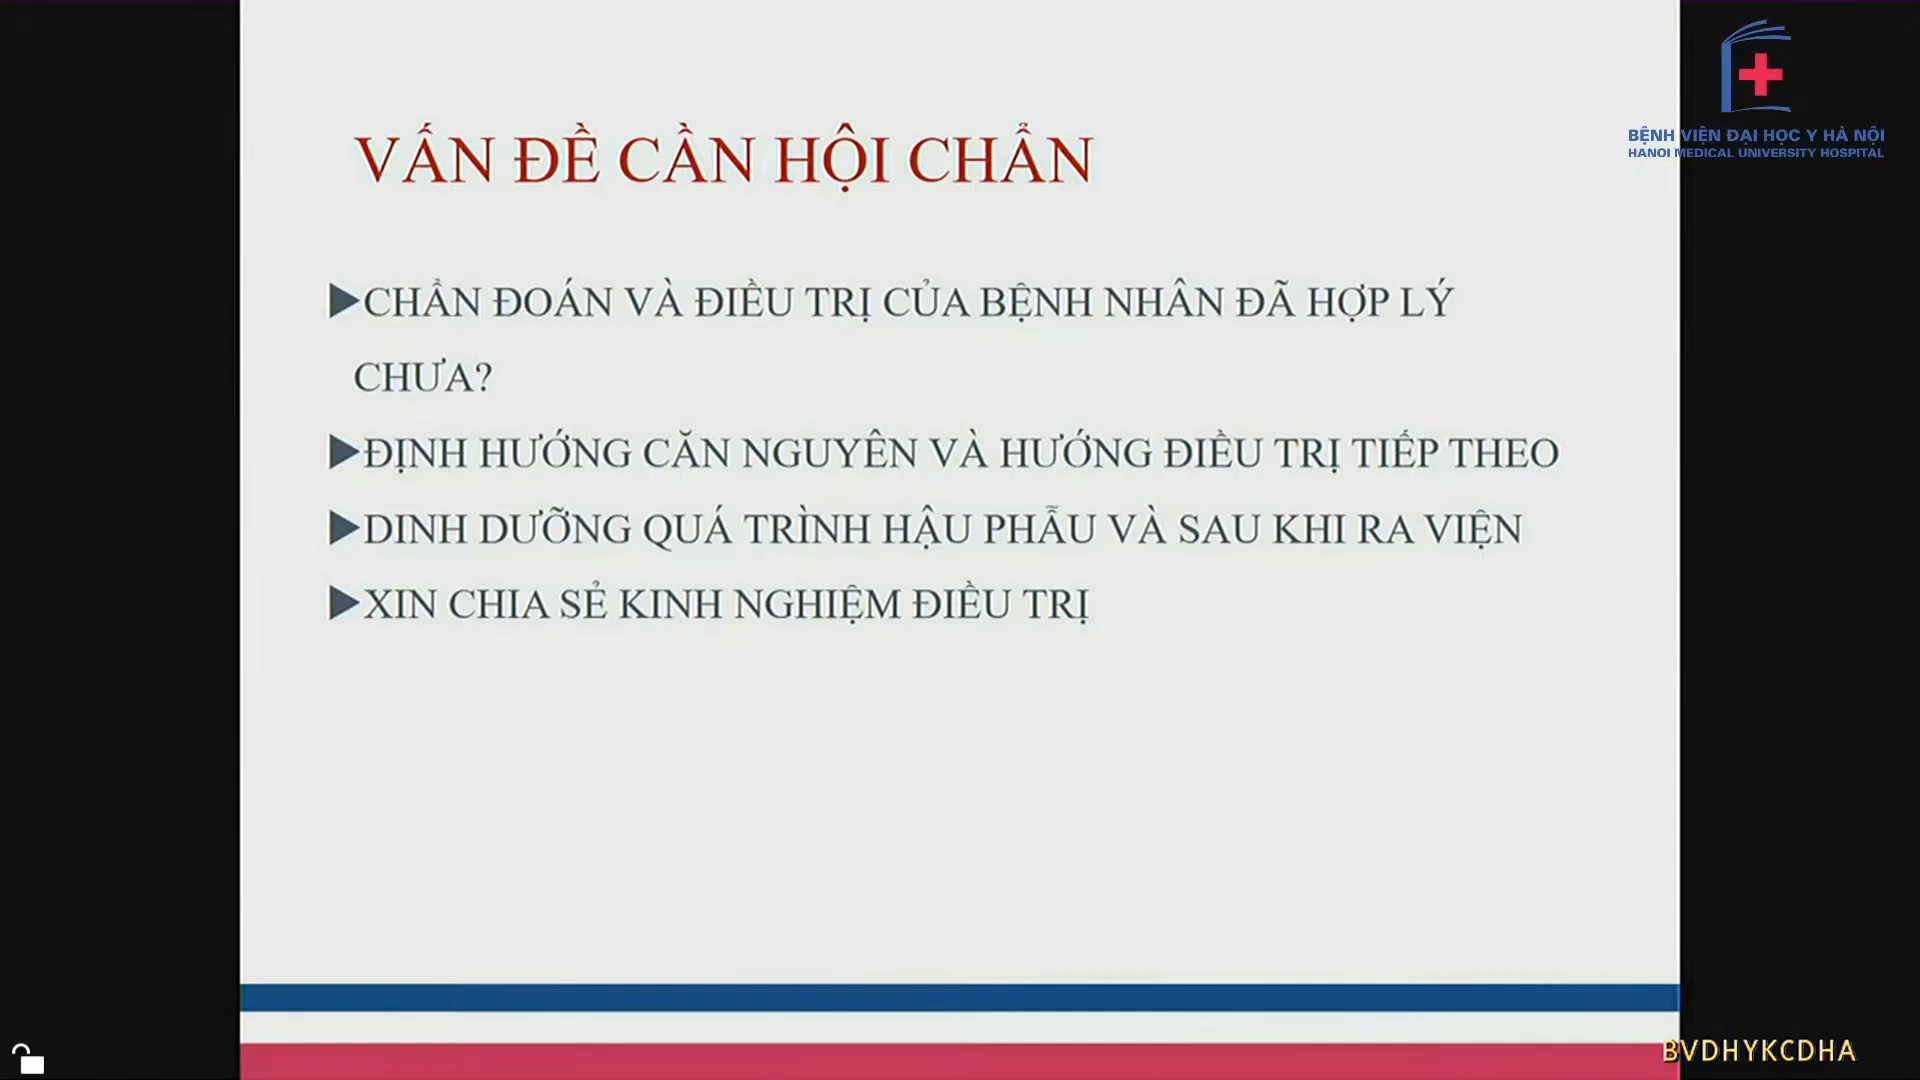 BỆNH VIỆN ĐẠI HỌC Y HÀ NỘI
HANOI MEDICAL UNIVERSITY HOSPITAL
VẤN ĐỀ CẦN HỘI CHẨN
▶CHẨN ĐOÁN VÀ ĐIỀU TRỊ CỦA BỆNH NHÂN ĐÃ HỢP LÝ
CHƯA?
▶ĐỊNH HƯỚNG CĂN NGUYÊN VÀ HƯỚNG ĐIỀU TRỊ TIẾP THEO
▶DINH DƯỠNG QUÁ TRÌNH HẬU PHẪU VÀ SAU KHI RA VIỆN
▶XIN CHIA SẺ KINH NGHIỆM ĐIỀU TRỊ
BVDHYKCDHA